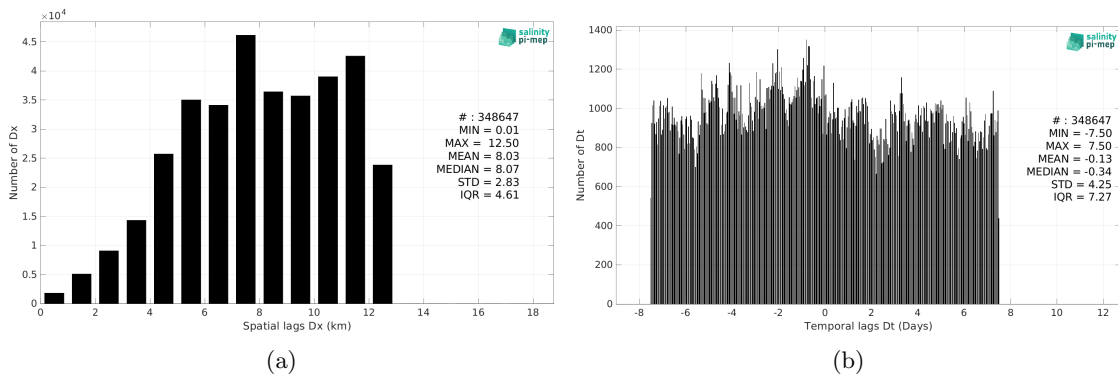 ×10⁴
4.5
4
3.5
3
2.5
2
1.5
1
0.5
0
Number of Dx
0 2 4 6 8 10 12 14 16 18
Spatial lags Dx (km)
salinity
pi-mep
# : 348647
MIN = 0.01
MAX = 12.50
MEAN = 8.03
MEDIAN = 8.07
STD = 2.83
IQR = 4.61
(a)
1400
1200
1000
800
600
400
200
0
Number of Dt
-8 -6 -4 -2 0 2 4 6 8 10 12
Temporal lags Dt (Days)
salinity
pi-mep
# : 348647
MIN = -7.50
MAX = 7.50
MEAN = -0.13
MEDIAN = -0.34
STD = 4.25
IQR = 7.27
(b)